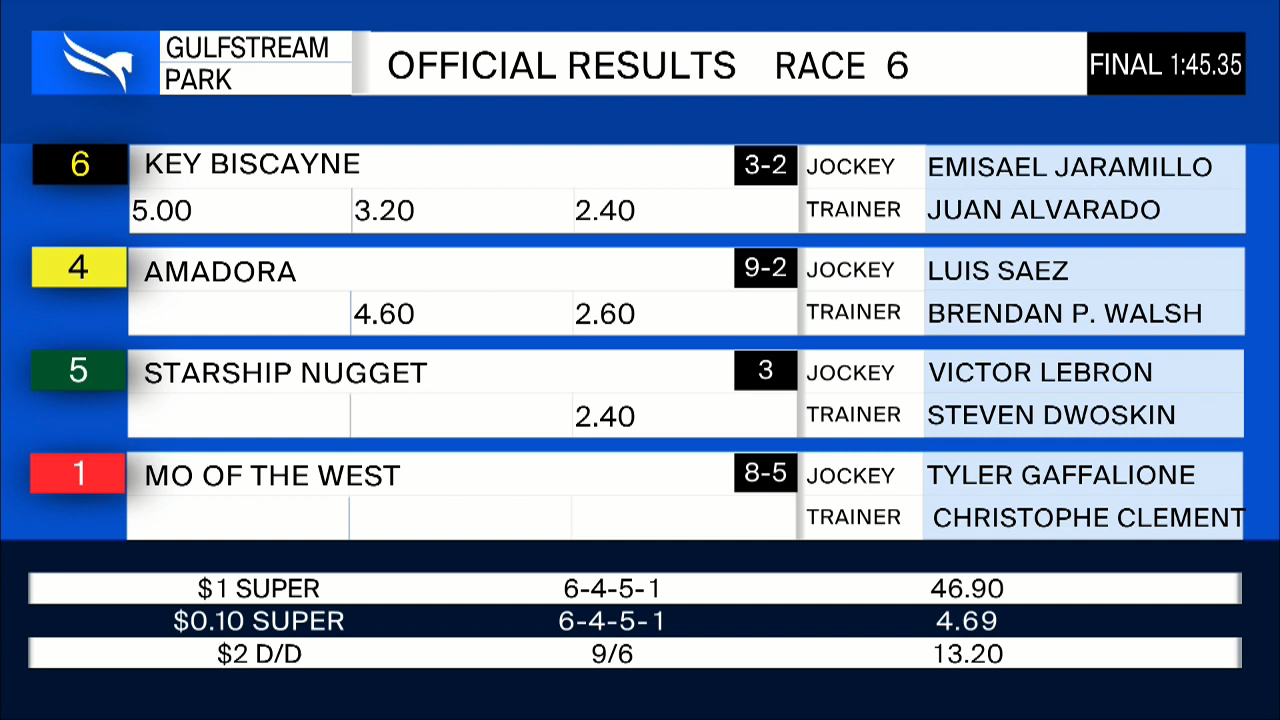 GULFSTREAM
PARK
OFFICIAL RESULTS RACE 6
FINAL 1:45.35
6 KEY BISCAYNE 3-2 JOCKEY EMISAEL JARAMILLO
5.00 3.20 2.40 TRAINER JUAN ALVARADO
4 AMADORA 9-2 JOCKEY LUIS SAEZ
4.60 2.60 TRAINER BRENDAN P. WALSH
5 STARSHIP NUGGET 3 JOCKEY VICTOR LEBRON
2.40 TRAINER STEVEN DWOSKIN
1 MO OF THE WEST 8-5 JOCKEY TYLER GAFFALIONE
TRAINER CHRISTOPHE CLEMENT
$1 SUPER 6-4-5-1 46.90
$0.10 SUPER 6-4-5-1 4.69
$2 D/D 9/6 13.20